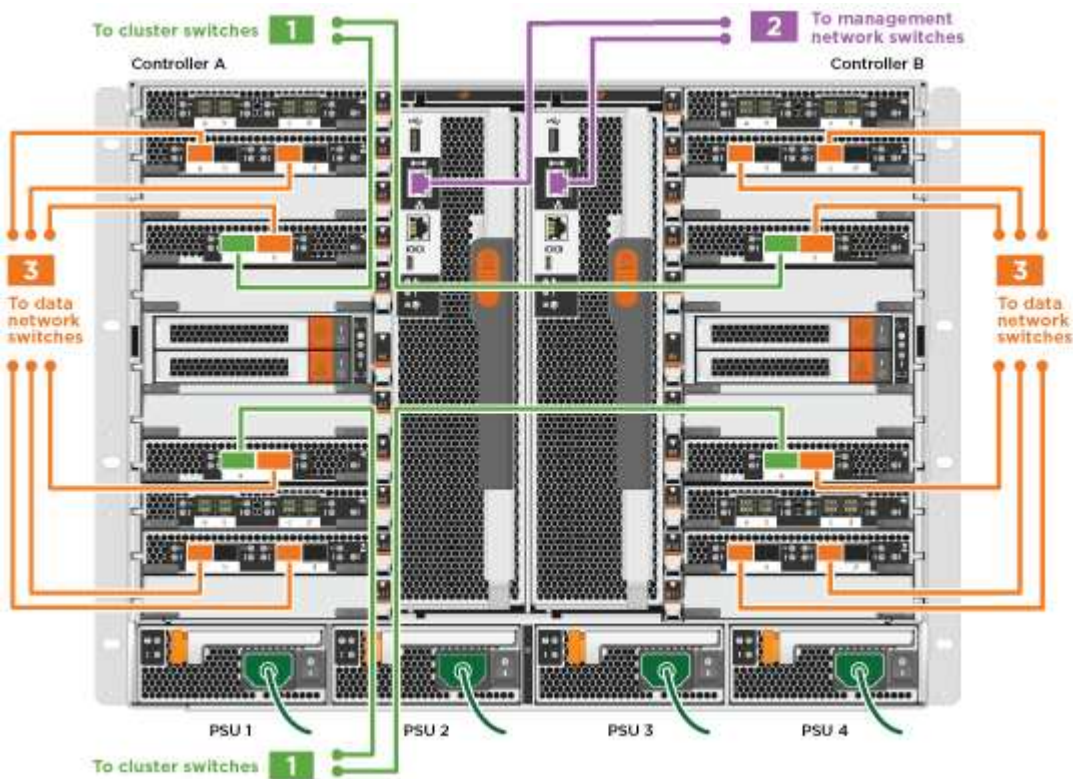 To cluster switches 1
2 To management
network switches
Controller A
Controller B
3
To data
network
switches
3
To data
network
switches
PSU 1
PSU 2
PSU 3
PSU 4
To cluster switches 1